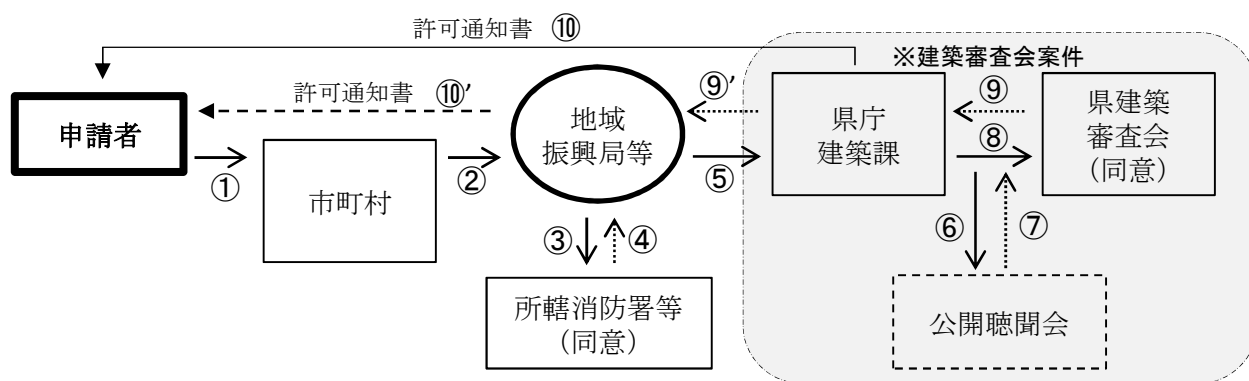 許可通知書 ⑩
※建築審査会案件
許可通知書 ⑩′
⑨′
⑨
申請者
地域
振興局等
県庁
建築課
県建築
審査会
（同意）
①
②
⑤
⑧
市町村
③
④
⑥
⑦
所轄消防署等
（同意）
公開聴聞会